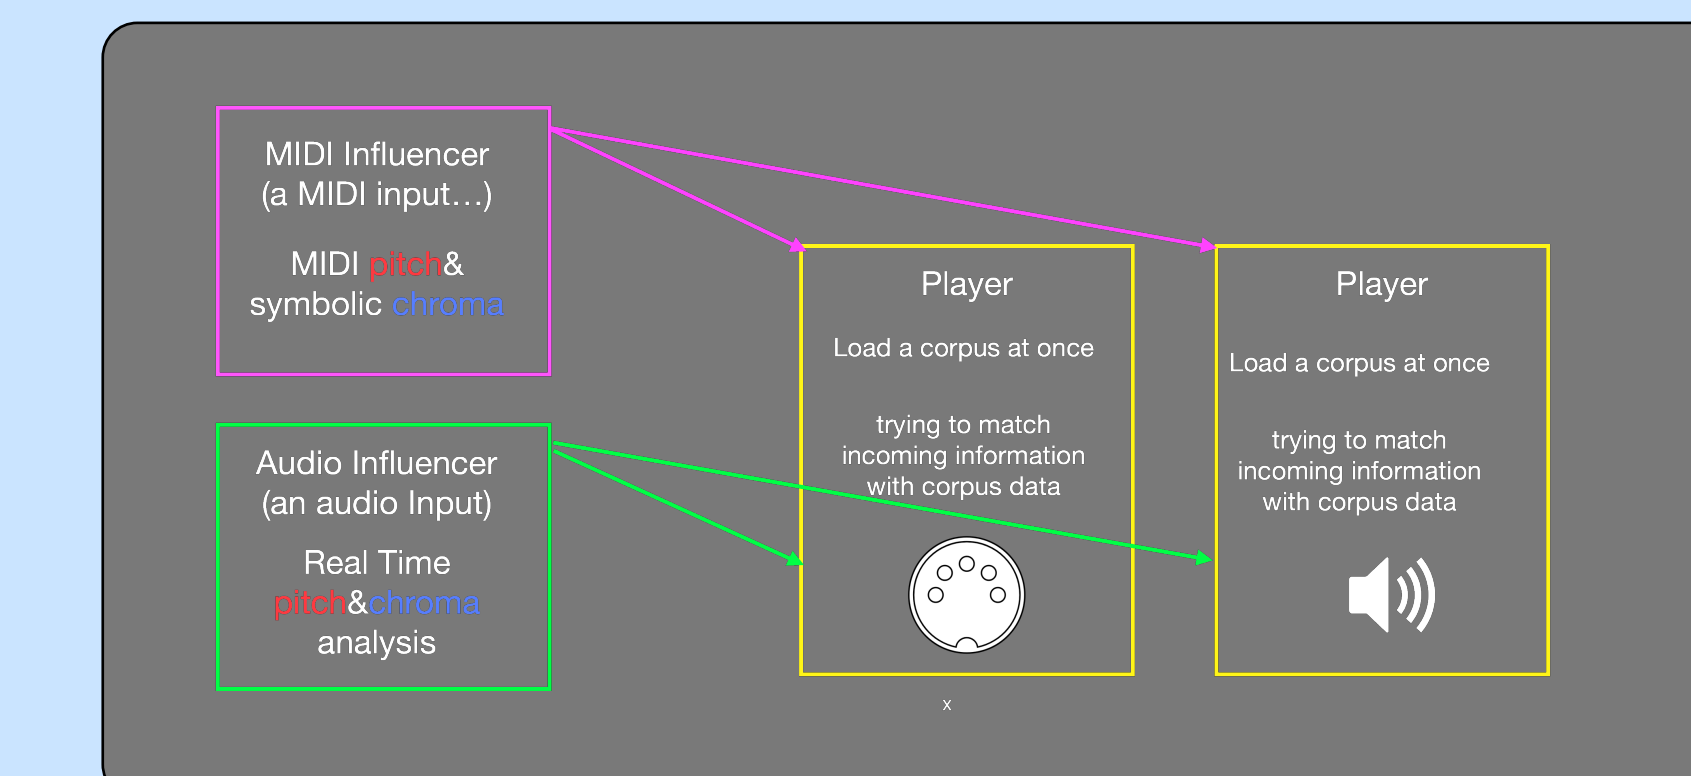 MIDI Influencer
(a MIDI input...)
MIDI pitch&
symbolic chroma
Audio Influencer
(an audio Input)
Real Time
pitch&chroma
analysis
Player
Load a corpus at once
trying to match
incoming information
with corpus data
x
Player
Load a corpus at once
trying to match
incoming information
with corpus data